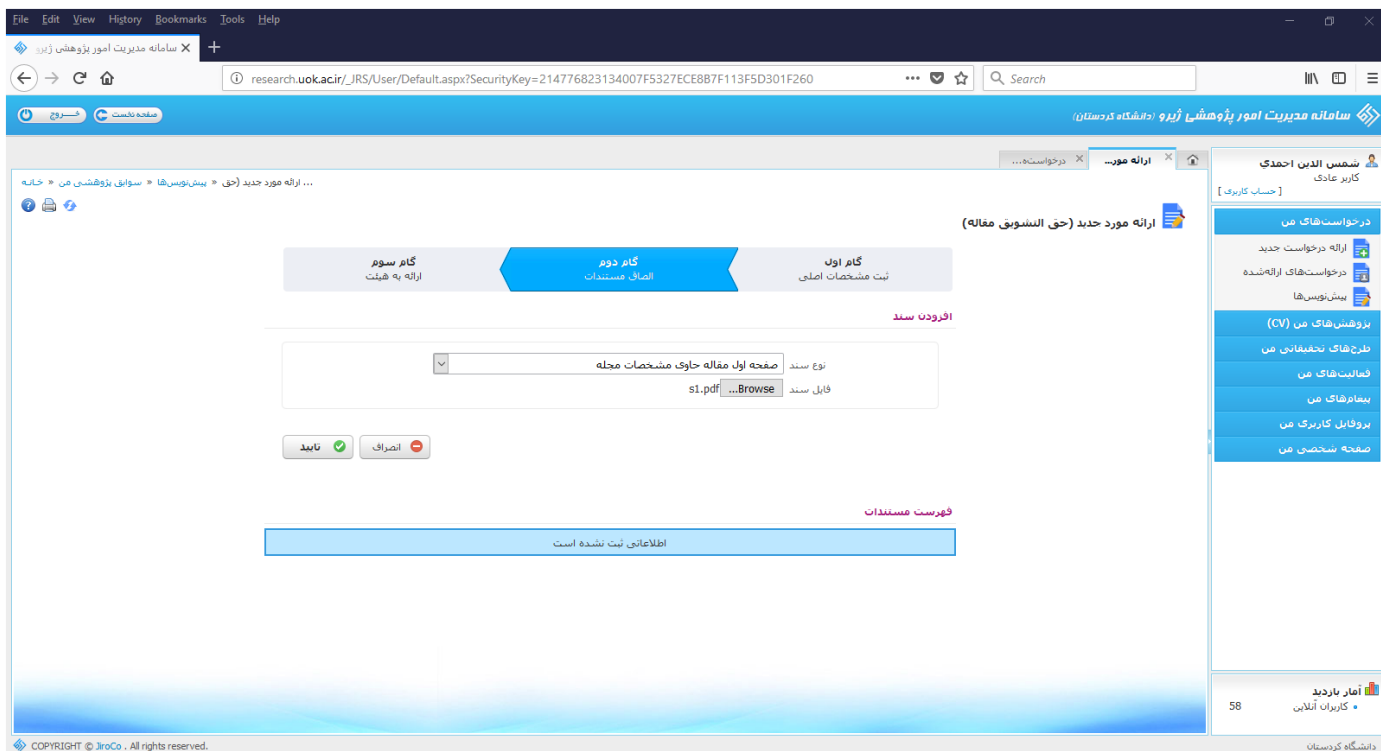 File Edit View History Bookmarks Tools Help
سامانه مدیریت امور پژوهشی ژیرو
research.uok.ac.ir/_JRS/User/Default.aspx?SecurityKey=214776823134007F5327ECE8B7F113F5D301F260
Search
سامانه مدیریت امور پژوهشی ژیرو (دانشگاه کردستان)
صفحه نخست
خــروج
شمس الدین احمدي
کاربر عادی
[ حساب کاربری ]
درخواست‌های من
ارائه درخواست جدید
درخواست‌های ارائه‌شده
پیش‌نویس‌ها
پژوهش‌های من (CV)
طرح‌های تحقیقاتی من
فعالیت‌های من
پیغام‌های من
پروفایل کاربری من
صفحه شخصی من
ارائه مور...
درخواست‌ه...
خانه » سوابق پژوهشی من » پیش‌نویس‌ها » ارائه مورد جدید (حق ...
ارائه مورد جدید (حق التشویق مقاله)
گام اول
ثبت مشخصات اصلی
گام دوم
الصاق مستندات
گام سوم
ارائه به هیئت
افزودن سند
نوع سند صفحه اول مقاله حاوی مشخصات مجله
فایل سند Browse... s1.pdf
انصراف
تایید
فهرست مستندات
اطلاعاتی ثبت نشده است
آمار بازدید
کاربران آنلاین 58
دانشگاه کردستان
COPYRIGHT © JiroCo . All rights reserved.